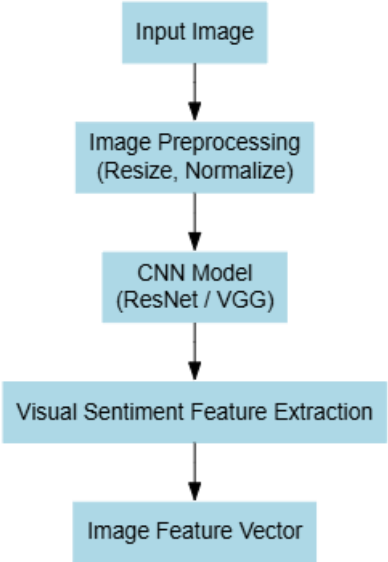 Input Image
Image Preprocessing
(Resize, Normalize)
CNN Model
(ResNet / VGG)
Visual Sentiment Feature Extraction
Image Feature Vector